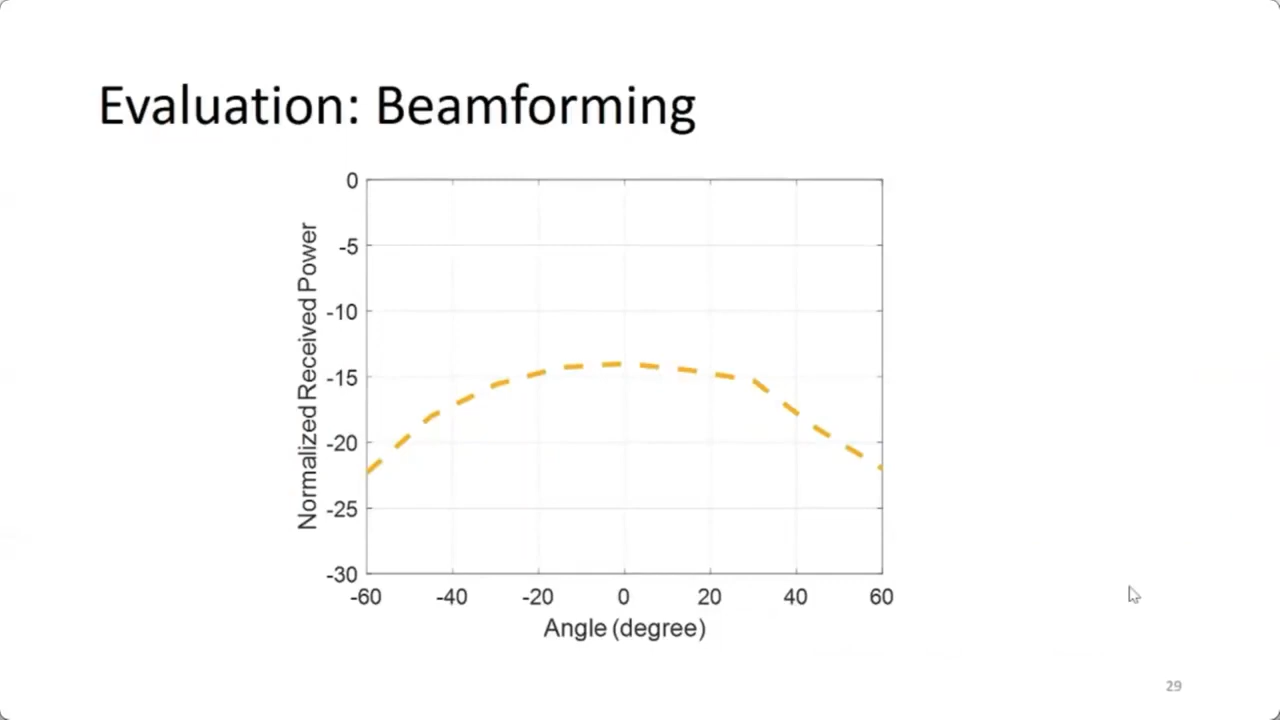 Evaluation: Beamforming
0
-5
-10
-15
-20
-25
-30
Normalized Received Power
-60 -40 -20 0 20 40 60
Angle (degree)
29